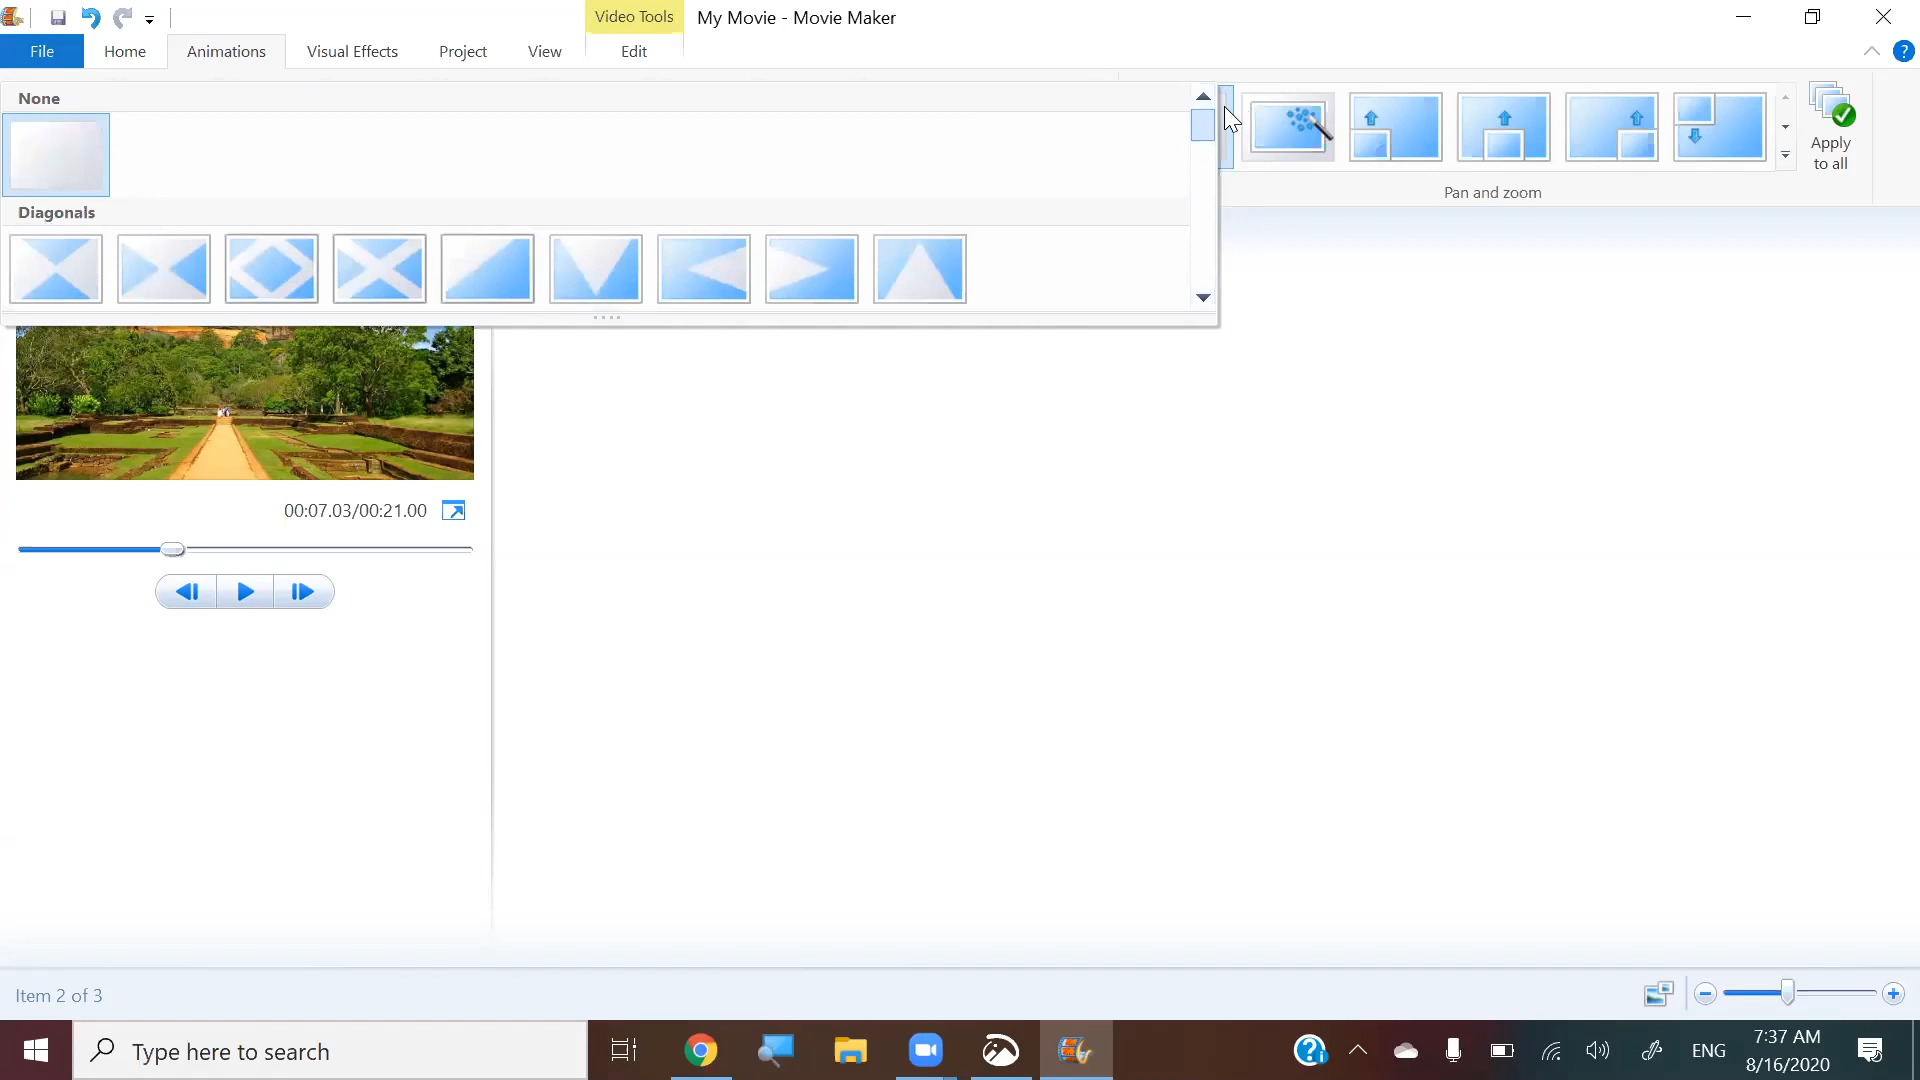 Video Tools
My Movie - Movie Maker
File
Home
Animations
Visual Effects
Project
View
Edit
?
None
Diagonals
Apply
to all
Pan and zoom
00:07.03/00:21.00
Item 2 of 3
Type here to search
ENG
7:37 AM
8/16/2020